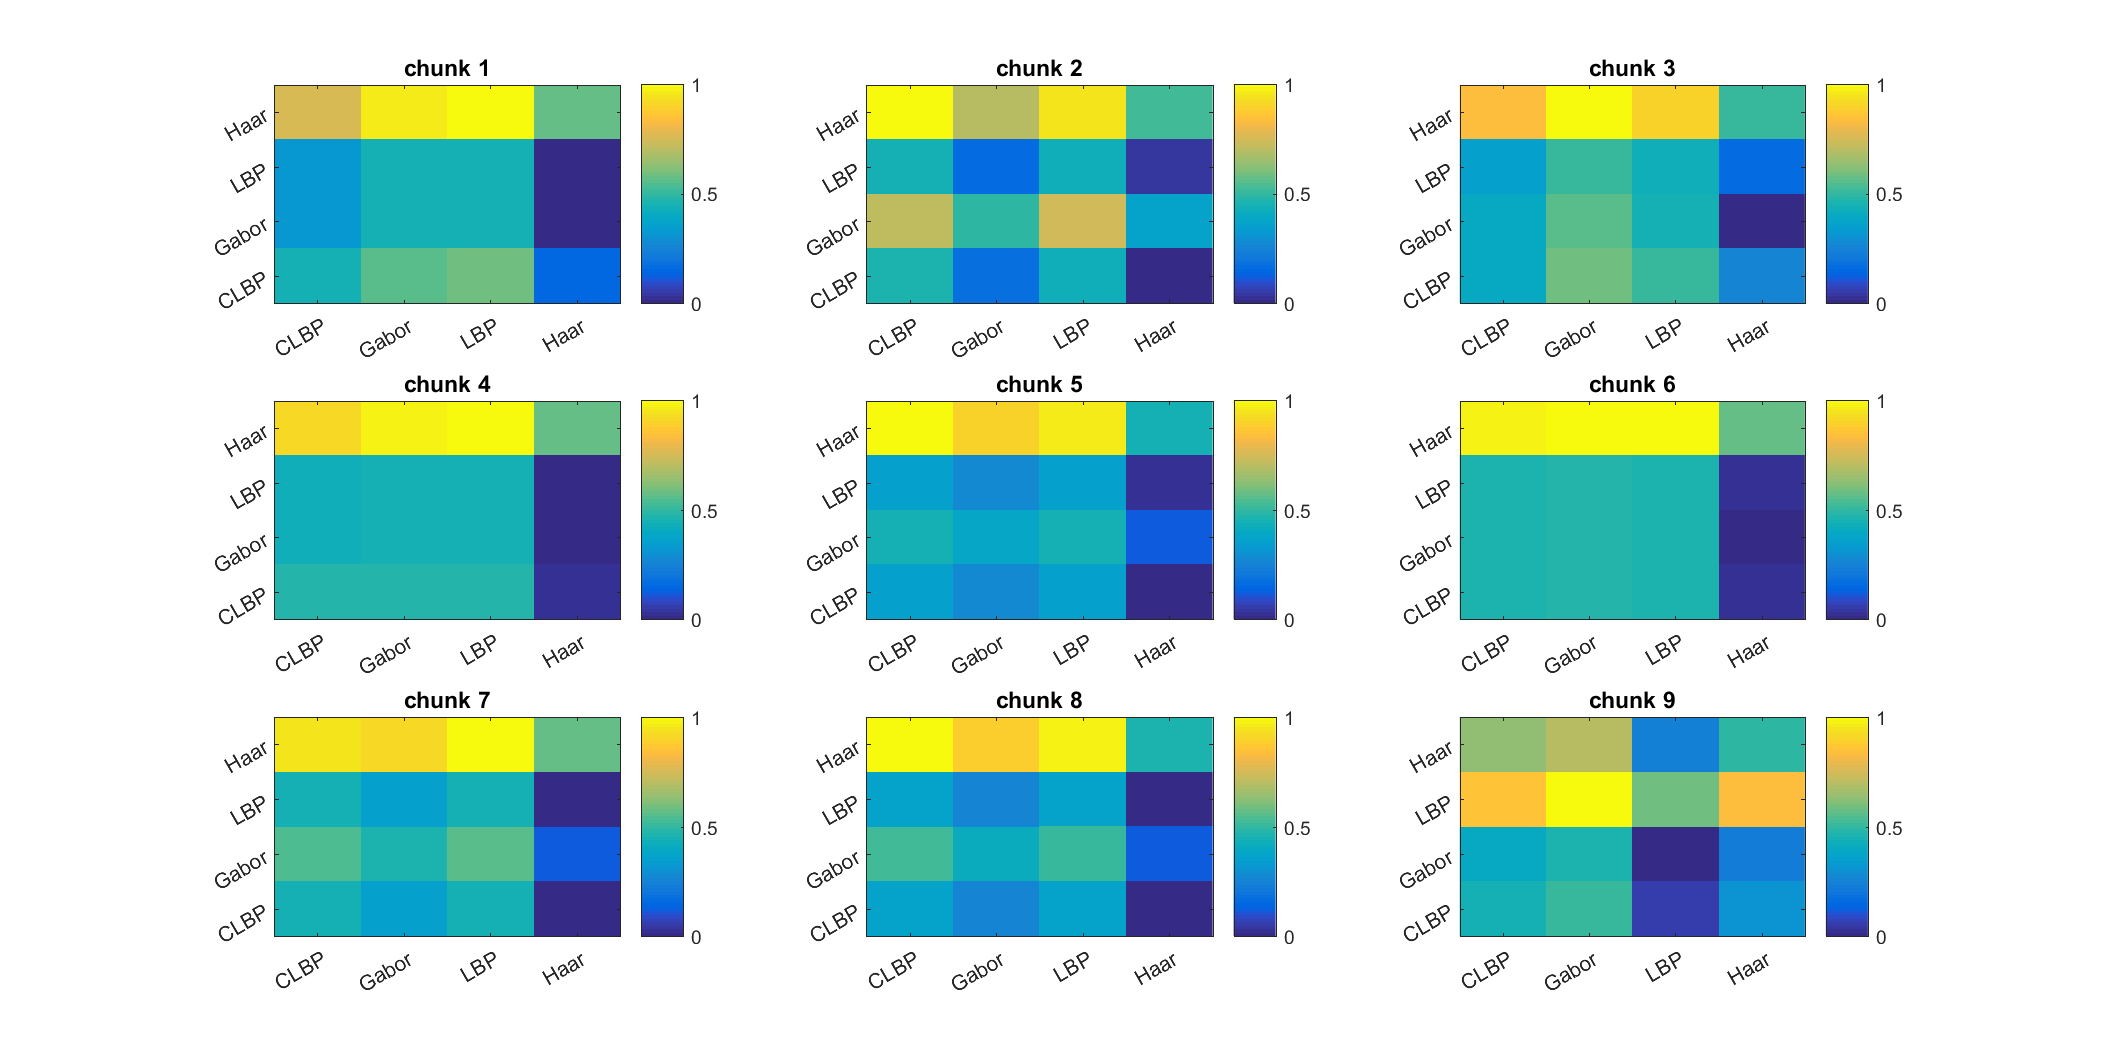 chunk 1
chunk 2
chunk 3
Haar
LBP
Gabor
CLBP
1
0.5
0
CLBP
Gabor
LBP
Haar
Haar
LBP
Gabor
CLBP
1
0.5
0
CLBP
Gabor
LBP
Haar
Haar
LBP
Gabor
CLBP
1
0.5
0
CLBP
Gabor
LBP
Haar
chunk 4
chunk 5
chunk 6
Haar
LBP
Gabor
CLBP
1
0.5
0
CLBP
Gabor
LBP
Haar
Haar
LBP
Gabor
CLBP
1
0.5
0
CLBP
Gabor
LBP
Haar
Haar
LBP
Gabor
CLBP
1
0.5
0
CLBP
Gabor
LBP
Haar
chunk 7
chunk 8
chunk 9
Haar
LBP
Gabor
CLBP
1
0.5
0
CLBP
Gabor
LBP
Haar
Haar
LBP
Gabor
CLBP
1
0.5
0
CLBP
Gabor
LBP
Haar
Haar
LBP
Gabor
CLBP
1
0.5
0
CLBP
Gabor
LBP
Haar